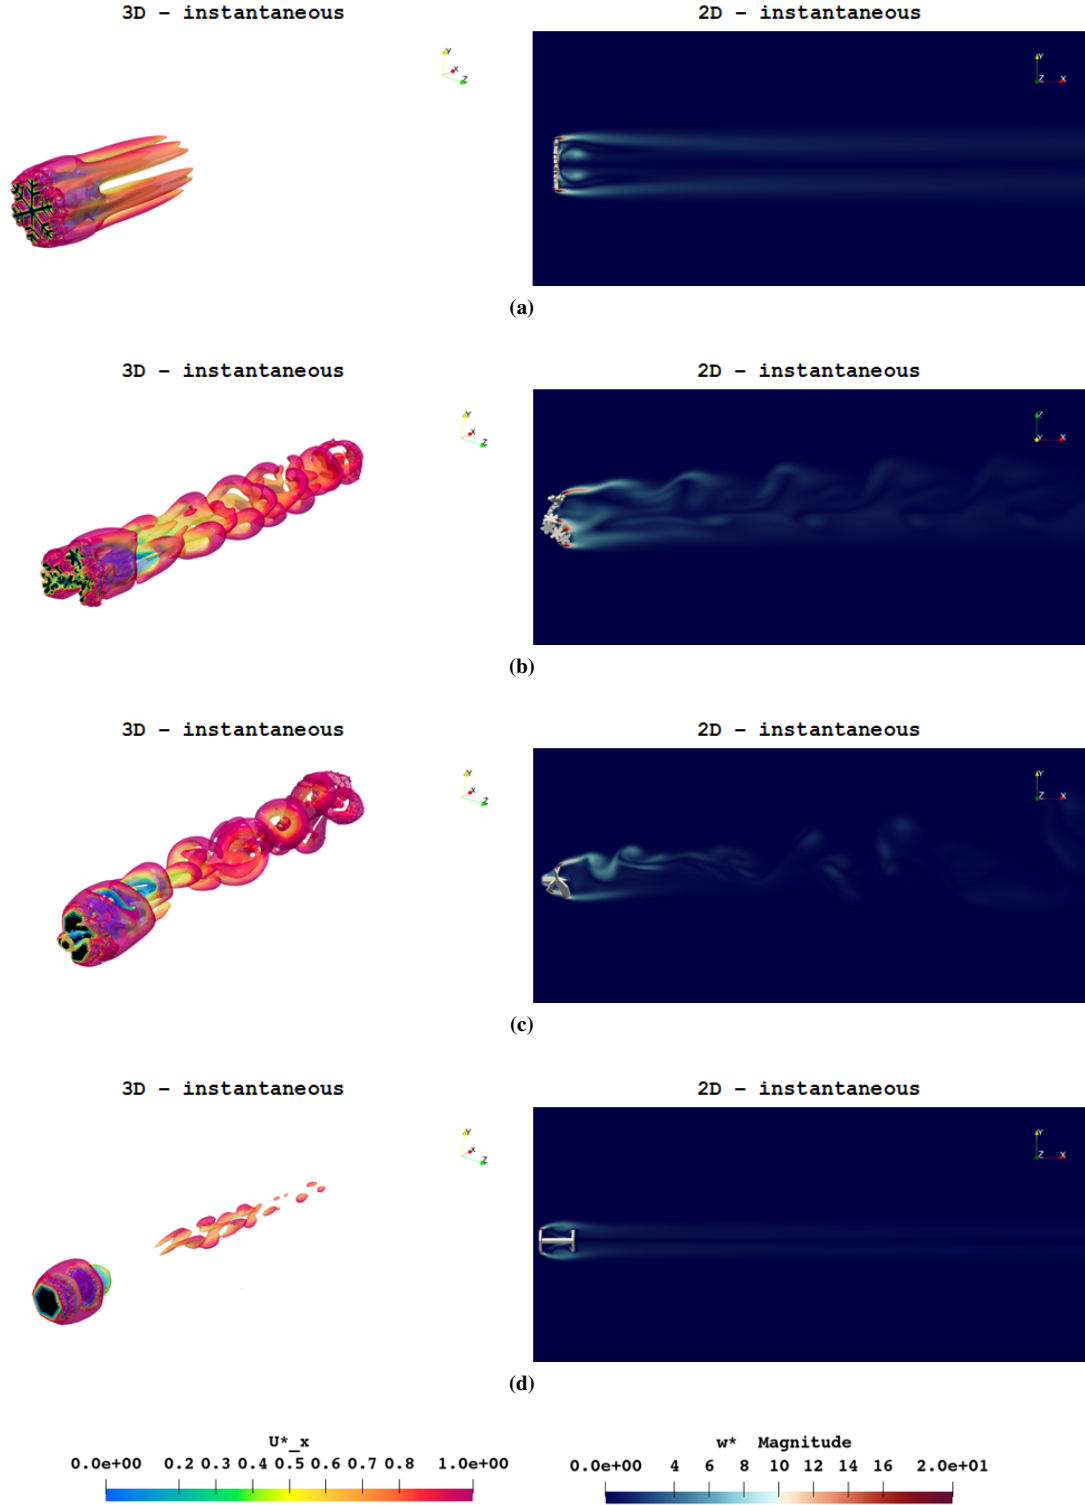 3D – instantaneous 2D – instantaneous
Y X Z Y Z X
(a)
3D – instantaneous 2D – instantaneous
Y X Z Z Y X
(b)
3D – instantaneous 2D – instantaneous
Y X Z Y Z X
(c)
3D – instantaneous 2D – instantaneous
Y X Z Y Z X
(d)
U*_x w* Magnitude
0.0e+00 0.2 0.3 0.4 0.5 0.6 0.7 0.8 1.0e+00 0.0e+00 4 6 8 10 12 14 16 2.0e+01